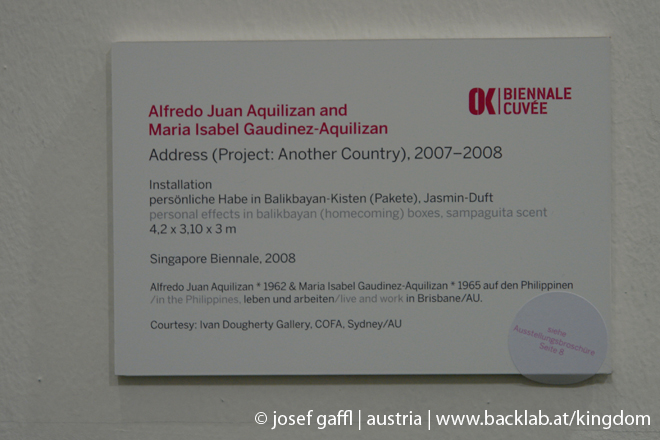 OK BIENNALE
CUVÉE
Alfredo Juan Aquilizan and
Maria Isabel Gaudinez-Aquilizan
Address (Project: Another Country), 2007–2008
Installation
persönliche Habe in Balikbayan-Kisten (Pakete), Jasmin-Duft
personal effects in balikbayan (homecoming) boxes, sampaguita scent
4,2 x 3,10 x 3 m
Singapore Biennale, 2008
Alfredo Juan Aquilizan * 1962 & Maria Isabel Gaudinez-Aquilizan * 1965 auf den Philippinen
/in the Philippines, leben und arbeiten/live and work in Brisbane/AU.
Courtesy: Ivan Dougherty Gallery, COFA, Sydney/AU
siehe
Ausstellungsbroschüre
Seite 8
© josef gaffl | austria | www.backlab.at/kingdom